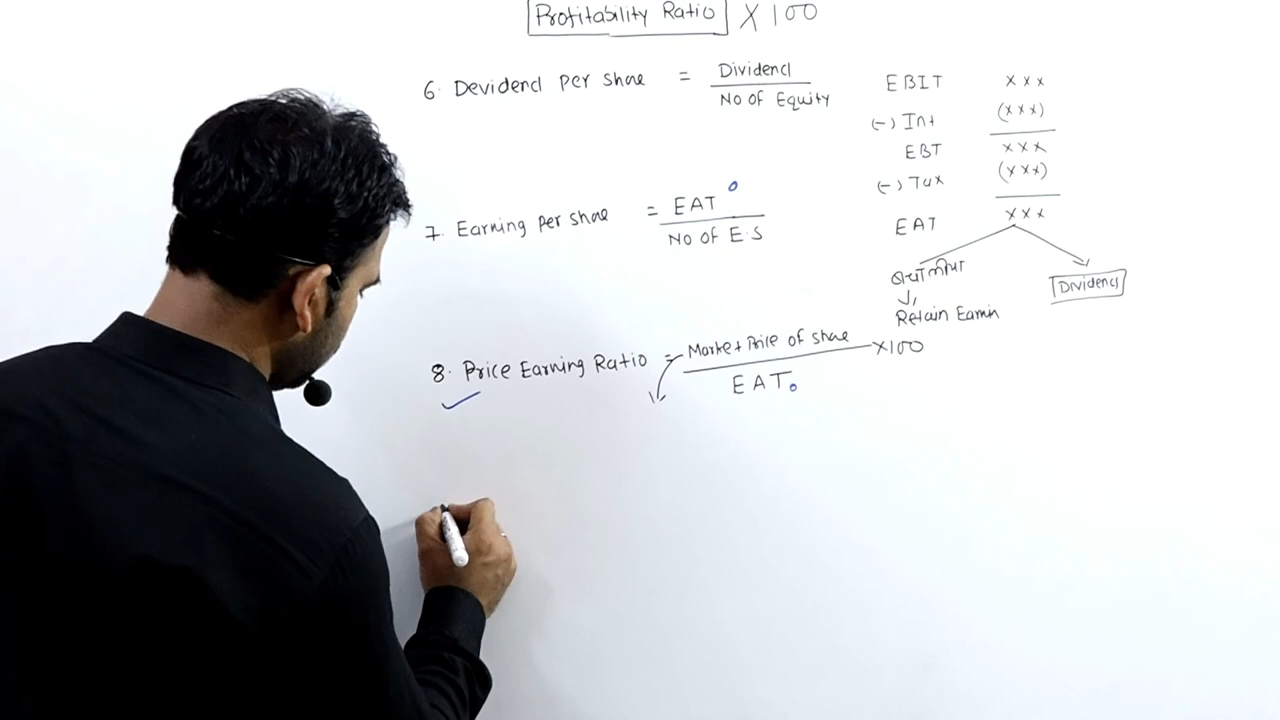 Profitability Ratio X 100
6. Devidend Per share = Dividend
No of Equity
7. Earning per share = EAT
No of E.S
8. Price Earning Ratio = Market Price of share X100
EAT
EBIT xxx
(-) Int (xxx)
EBT xxx
(-) Tax (xxx)
EAT xxx
Dividend
Retain Earnin